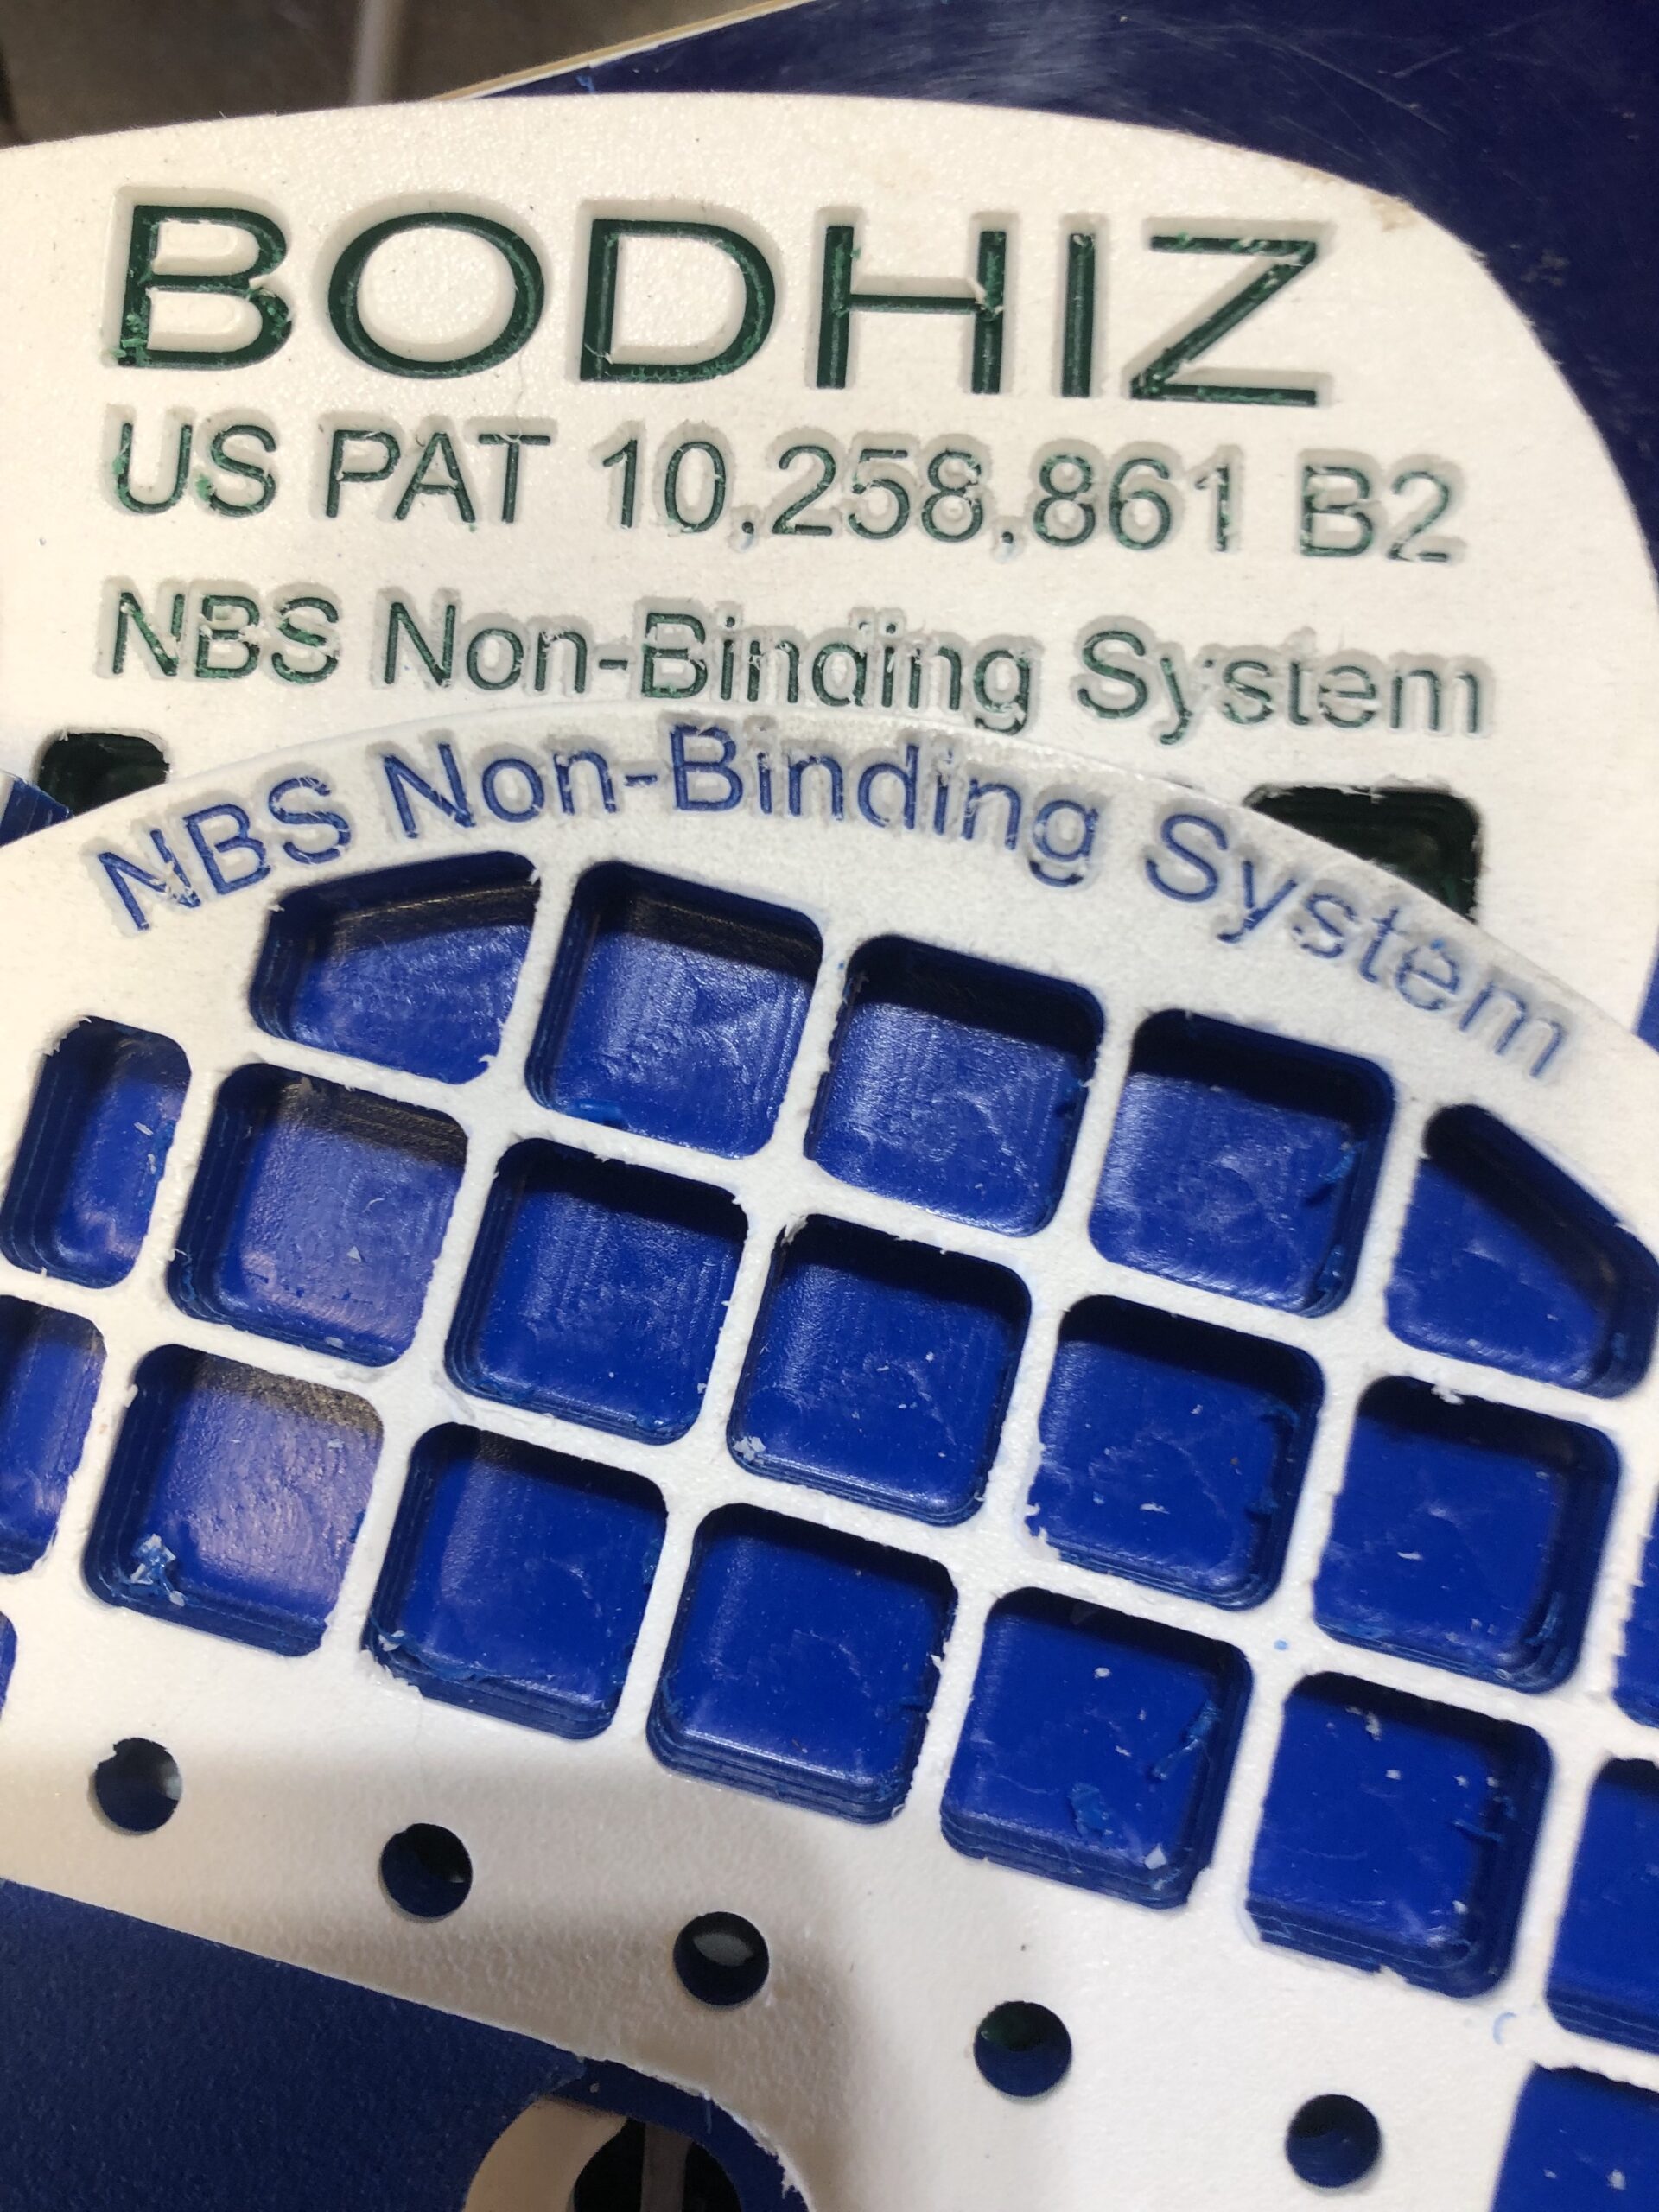 BODHIZ
US PAT 10,258,861 B2
NBS Non-Binding System
NBS Non-Binding System